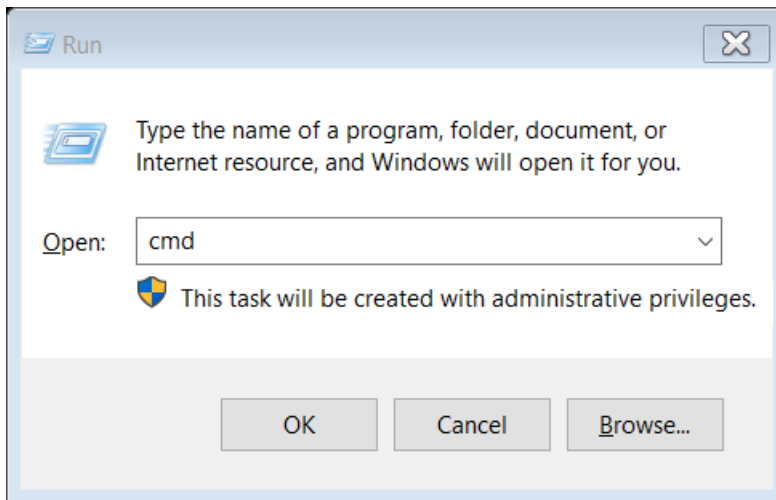 Run
Type the name of a program, folder, document, or
Internet resource, and Windows will open it for you.
Open: cmd
This task will be created with administrative privileges.
OK Cancel Browse...